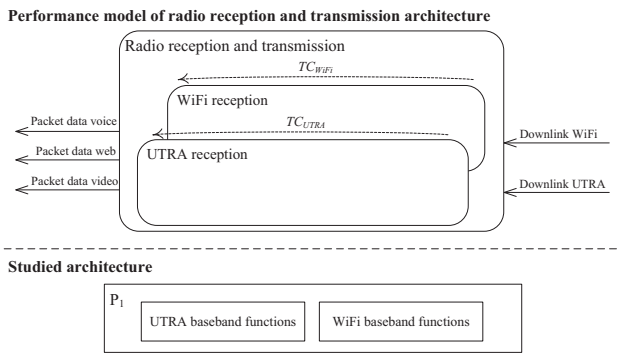 Performance model of radio reception and transmission architecture
Radio reception and transmission
TC_WiFi
WiFi reception
Packet data voice
TC_UTRA
Downlink WiFi
Packet data web
UTRA reception
Packet data video
Downlink UTRA
Studied architecture
P_1
UTRA baseband functions
WiFi baseband functions